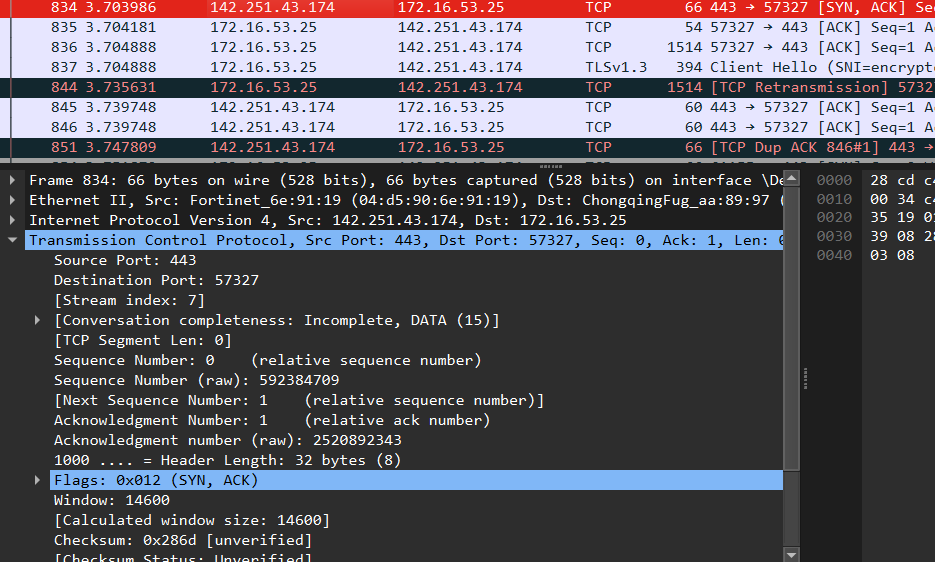 834 3.703986 142.251.43.174 172.16.53.25 TCP 66 443 → 57327 [SYN, ACK] Se
835 3.704181 172.16.53.25 142.251.43.174 TCP 54 57327 → 443 [ACK] Seq=1 A
836 3.704888 172.16.53.25 142.251.43.174 TCP 1514 57327 → 443 [ACK] Seq=1 A
837 3.704888 172.16.53.25 142.251.43.174 TLSv1.3 394 Client Hello (SNI=encrypte
844 3.735631 172.16.53.25 142.251.43.174 TCP 1514 [TCP Retransmission] 5732
845 3.739748 142.251.43.174 172.16.53.25 TCP 60 443 → 57327 [ACK] Seq=1 A
846 3.739748 142.251.43.174 172.16.53.25 TCP 60 443 → 57327 [ACK] Seq=1 A
851 3.747809 142.251.43.174 172.16.53.25 TCP 66 [TCP Dup ACK 846#1] 443 →
Frame 834: 66 bytes on wire (528 bits), 66 bytes captured (528 bits) on interface \De
Ethernet II, Src: Fortinet_6e:91:19 (04:d5:90:6e:91:19), Dst: ChongqingFug_aa:89:97 (
Internet Protocol Version 4, Src: 142.251.43.174, Dst: 172.16.53.25
Transmission Control Protocol, Src Port: 443, Dst Port: 57327, Seq: 0, Ack: 1, Len: 0
Source Port: 443
Destination Port: 57327
[Stream index: 7]
[Conversation completeness: Incomplete, DATA (15)]
[TCP Segment Len: 0]
Sequence Number: 0 (relative sequence number)
Sequence Number (raw): 592384709
[Next Sequence Number: 1 (relative sequence number)]
Acknowledgment Number: 1 (relative ack number)
Acknowledgment number (raw): 2520892343
1000 .... = Header Length: 32 bytes (8)
Flags: 0x012 (SYN, ACK)
Window: 14600
[Calculated window size: 14600]
Checksum: 0x286d [unverified]
[Checksum Status: Unverified]
0000 28 cd c4
0010 00 34 c4
0020 35 19 01
0030 39 08 28
0040 03 08